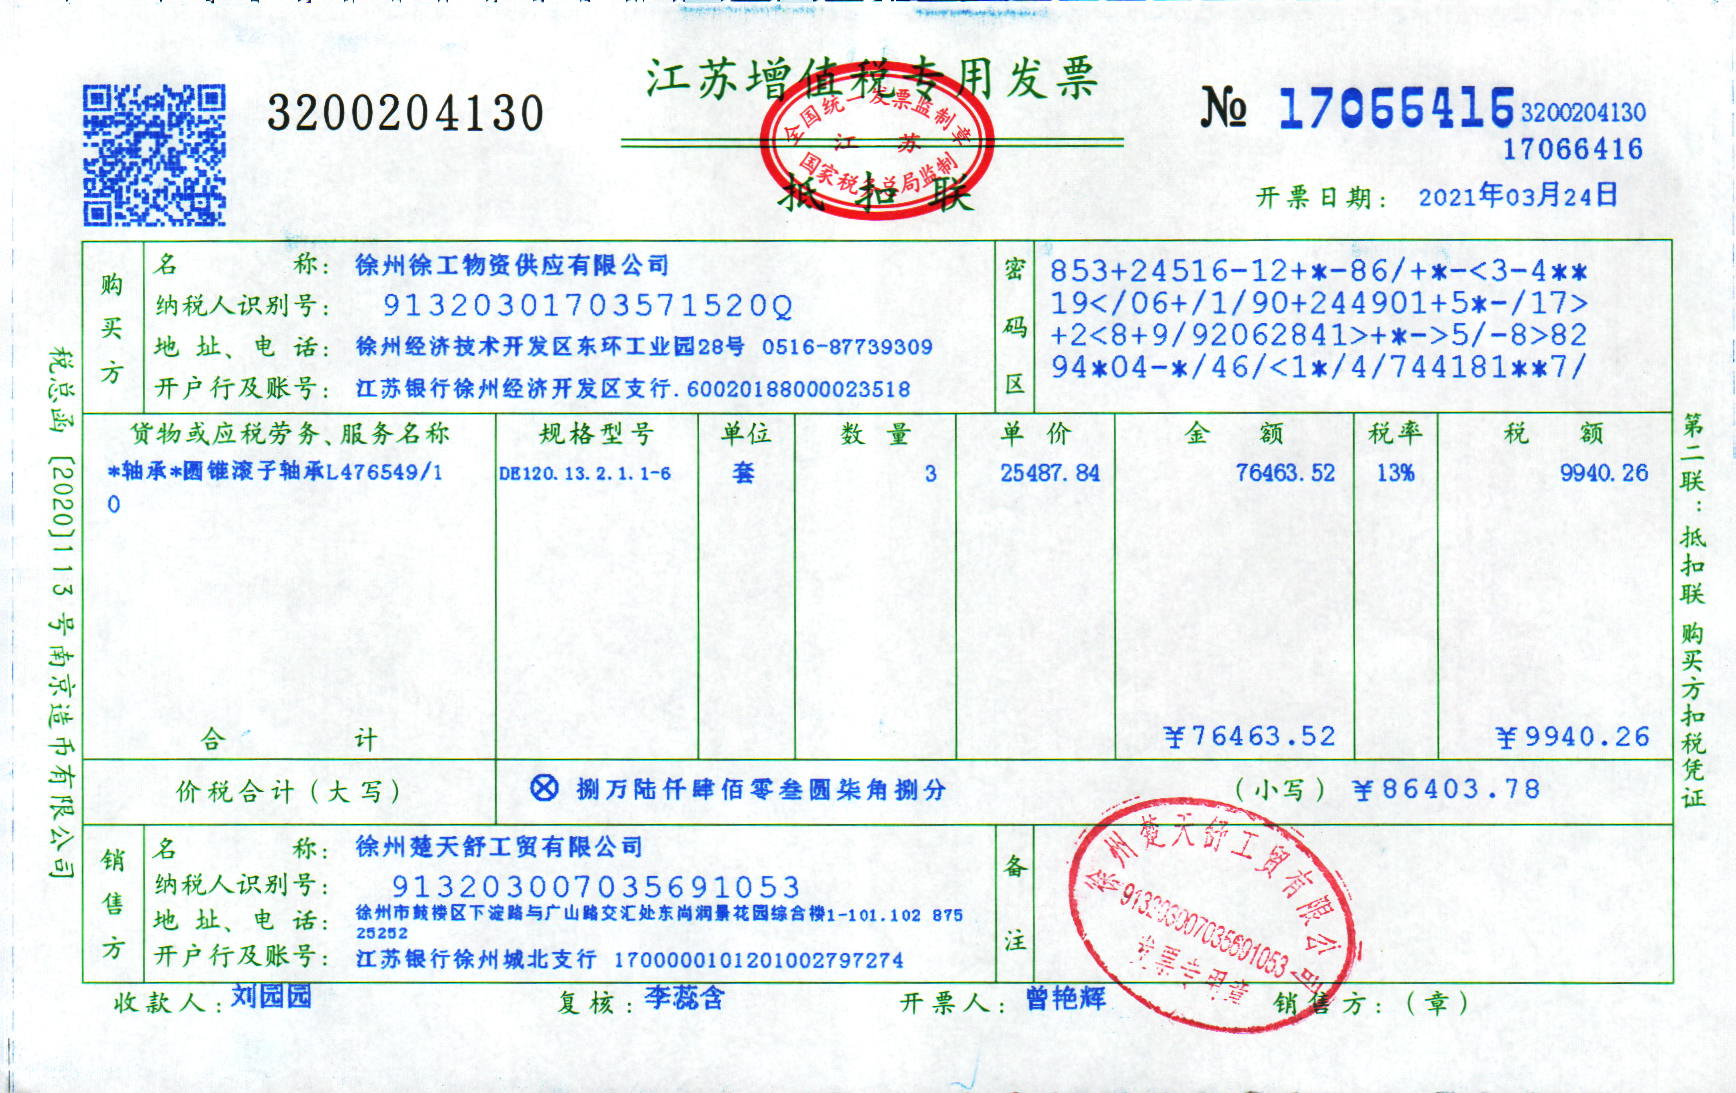 江苏增值税专用发票
全国统一发票监制章
江 苏
国家税务总局监制
抵 扣 联
3200204130
№ 17066416
3200204130
17066416
开票日期: 2021年03月24日
购买方
名 称: 徐州徐工物资供应有限公司
纳税人识别号: 91320301703571520Q
地 址、电 话: 徐州经济技术开发区东环工业园28号 0516-87739309
开户行及账号: 江苏银行徐州经济开发区支行.60020188000023518
密码区
853+24516-12+*-86/+*-<3-4**
19</06+/1/90+244901+5*-/17>
+2<8+9/92062841>+*->5/-8>82
94*04-*/46/<1*/4/744181**7/
货物或应税劳务、服务名称 规格型号 单位 数 量 单 价 金 额 税率 税 额
*轴承*圆锥滚子轴承L476549/1 DE120.13.2.1.1-6 套 3 25487.84 76463.52 13% 9940.26
0
合 计 ¥76463.52 ¥9940.26
价税合计(大写) ⊗ 捌万陆仟肆佰零叁圆柒角捌分 (小写) ¥86403.78
销售方
名 称: 徐州楚天舒工贸有限公司
纳税人识别号: 913203007035691053
地 址、电 话: 徐州市鼓楼区下淀路与广山路交汇处东尚润景花园综合楼1-101.102 875
25252
开户行及账号: 江苏银行徐州城北支行 17000001012010027​97274
备注
徐州楚天舒工贸有限公司
913203007035691053
发票专用章
收款人: 刘园园 复核: 李蕊含 开票人: 曾艳辉 销售方: (章)
税总函[2020]113号南京造币有限公司
第二联: 抵扣联 购买方扣税凭证